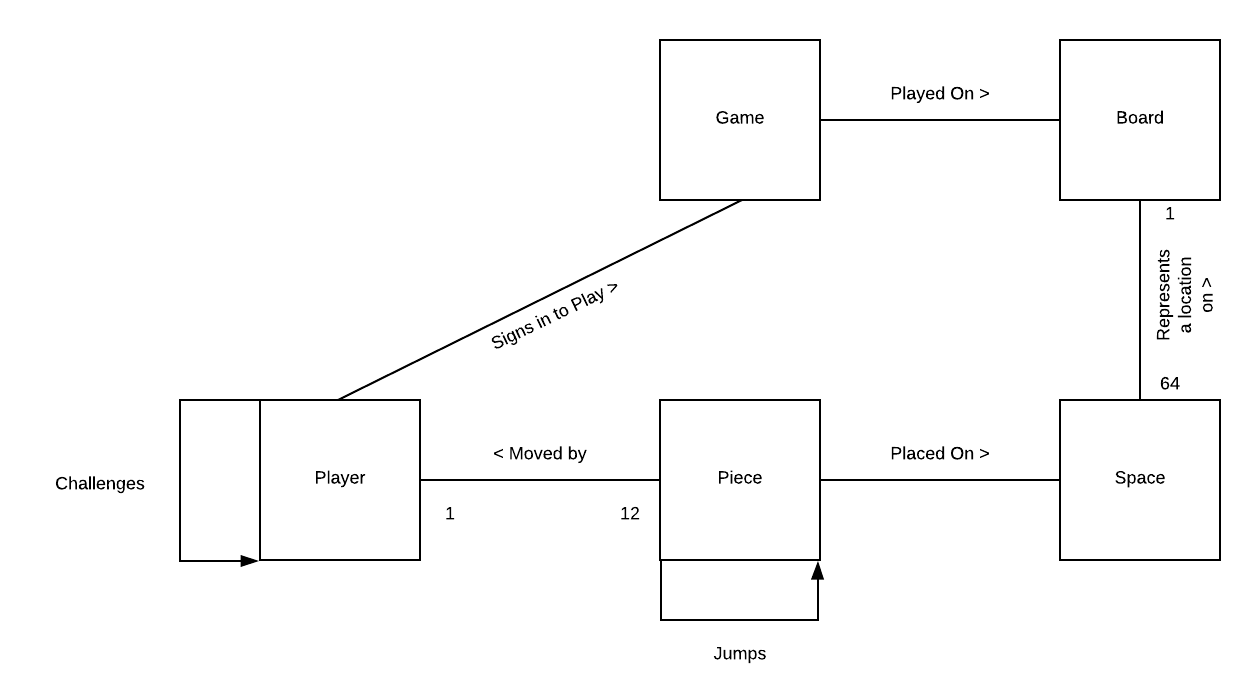 Game
Played On >
Board
1
Represents
a location
on >
64
Signs in to Play >
Challenges
Player
< Moved by
1
12
Piece
Placed On >
Space
Jumps